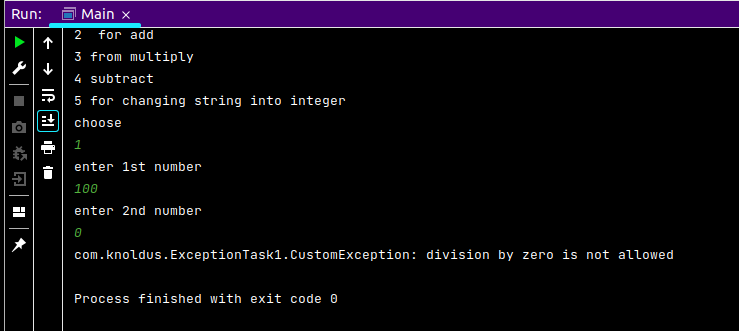 Run: Main ×
2  for add
3 from multiply
4 subtract
5 for changing string into integer
choose
1
enter 1st number
100
enter 2nd number
0
com.knoldus.ExceptionTask1.CustomException: division by zero is not allowed
Process finished with exit code 0